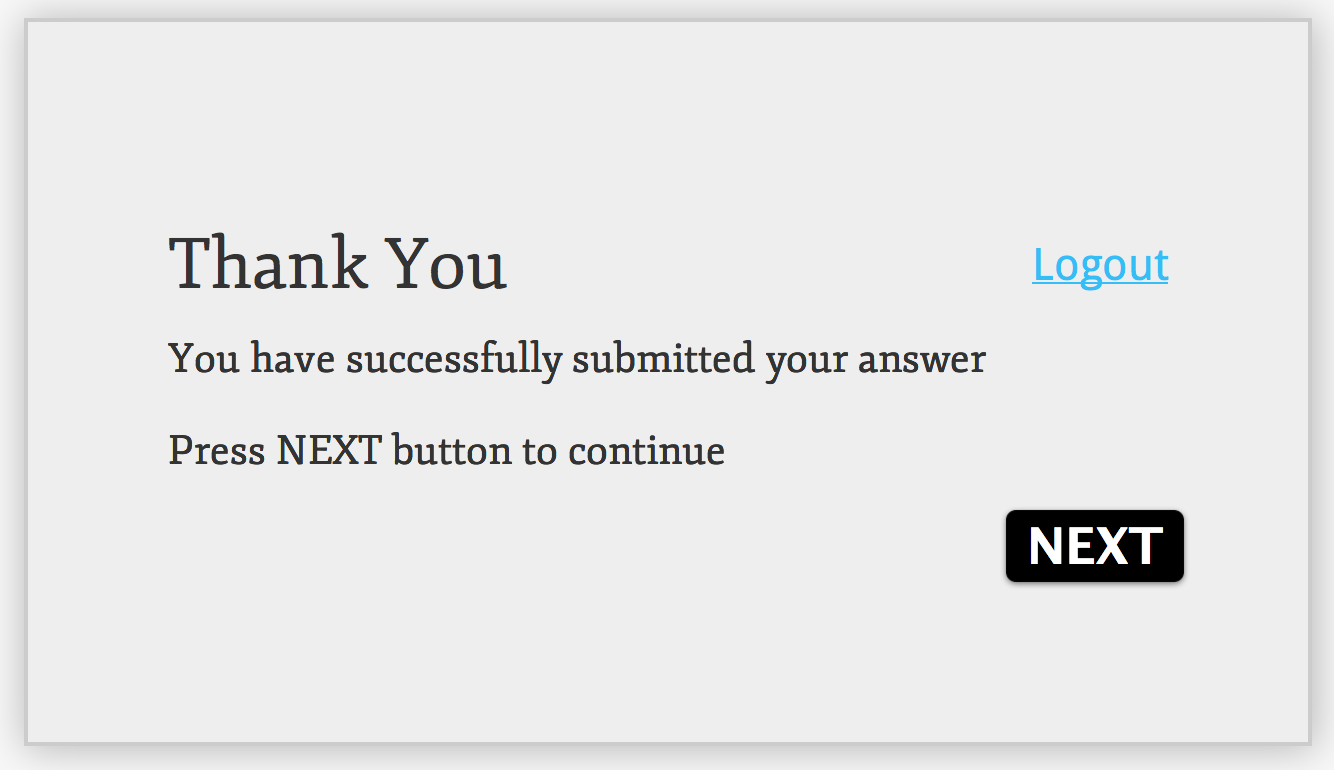 Thank You
Logout
You have successfully submitted your answer
Press NEXT button to continue
NEXT